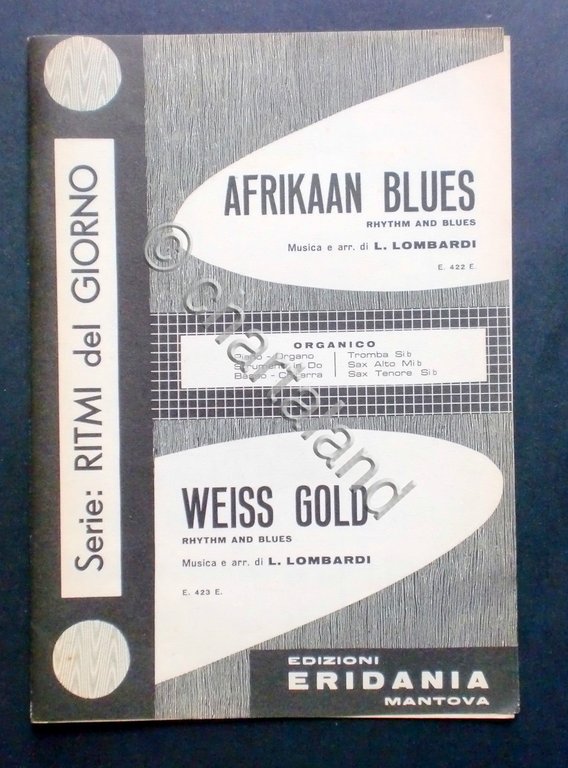 Serie: RITMI del GIORNO
AFRIKAAN BLUES
RHYTHM AND BLUES
Musica e arr. di L. LOMBARDI
E. 422 E.
ORGANICO
Piano - Organo
Strumenti in Do
Basso - Chitarra
Tromba Sib
Sax Alto Mib
Sax Tenore Sib
WEISS GOLD
RHYTHM AND BLUES
Musica e arr. di L. LOMBARDI
E. 423 E.
EDIZIONI
ERIDANIA
MANTOVA
© chartaland